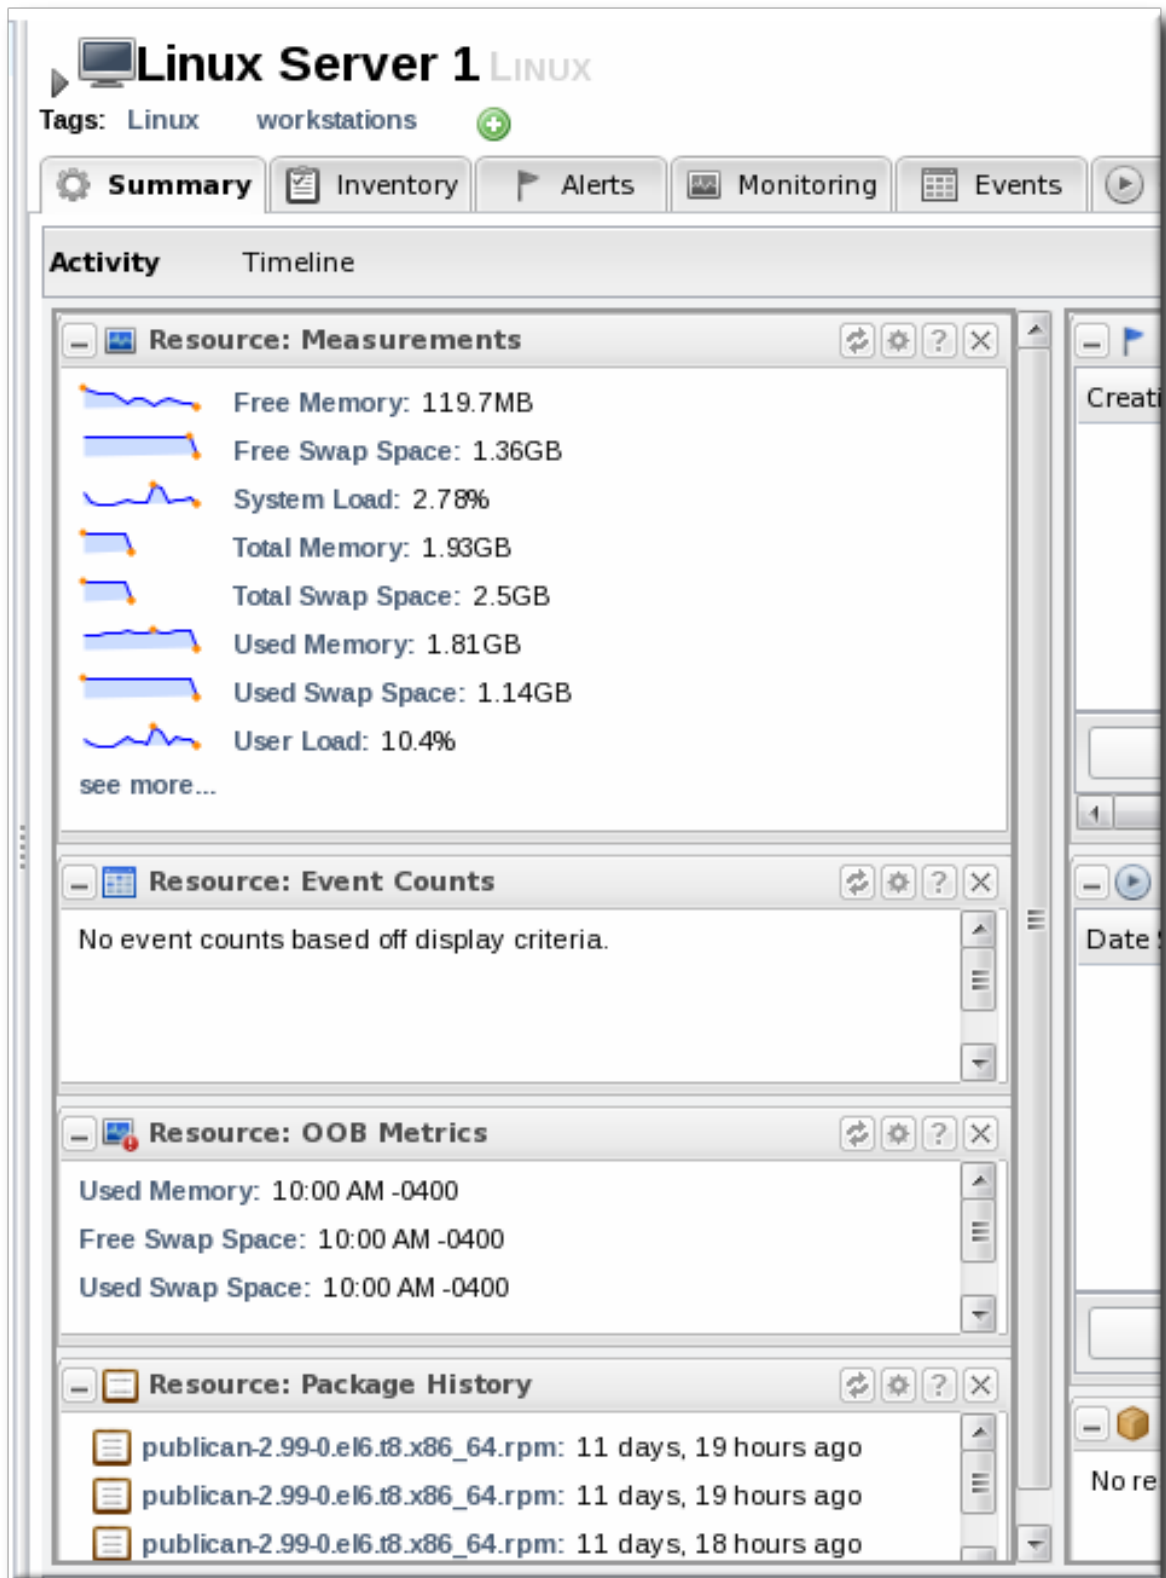 Linux Server 1 LINUX
Tags: Linux workstations
Summary Inventory Alerts Monitoring Events
Activity Timeline
Resource: Measurements
Free Memory: 119.7MB
Free Swap Space: 1.36GB
System Load: 2.78%
Total Memory: 1.93GB
Total Swap Space: 2.5GB
Used Memory: 1.81GB
Used Swap Space: 1.14GB
User Load: 10.4%
see more...
Resource: Event Counts
No event counts based off display criteria.
Resource: OOB Metrics
Used Memory: 10:00 AM -0400
Free Swap Space: 10:00 AM -0400
Used Swap Space: 10:00 AM -0400
Resource: Package History
publican-2.99-0.el6.t8.x86_64.rpm: 11 days, 19 hours ago
publican-2.99-0.el6.t8.x86_64.rpm: 11 days, 19 hours ago
publican-2.99-0.el6.t8.x86_64.rpm: 11 days, 18 hours ago
Creati
Date
No re